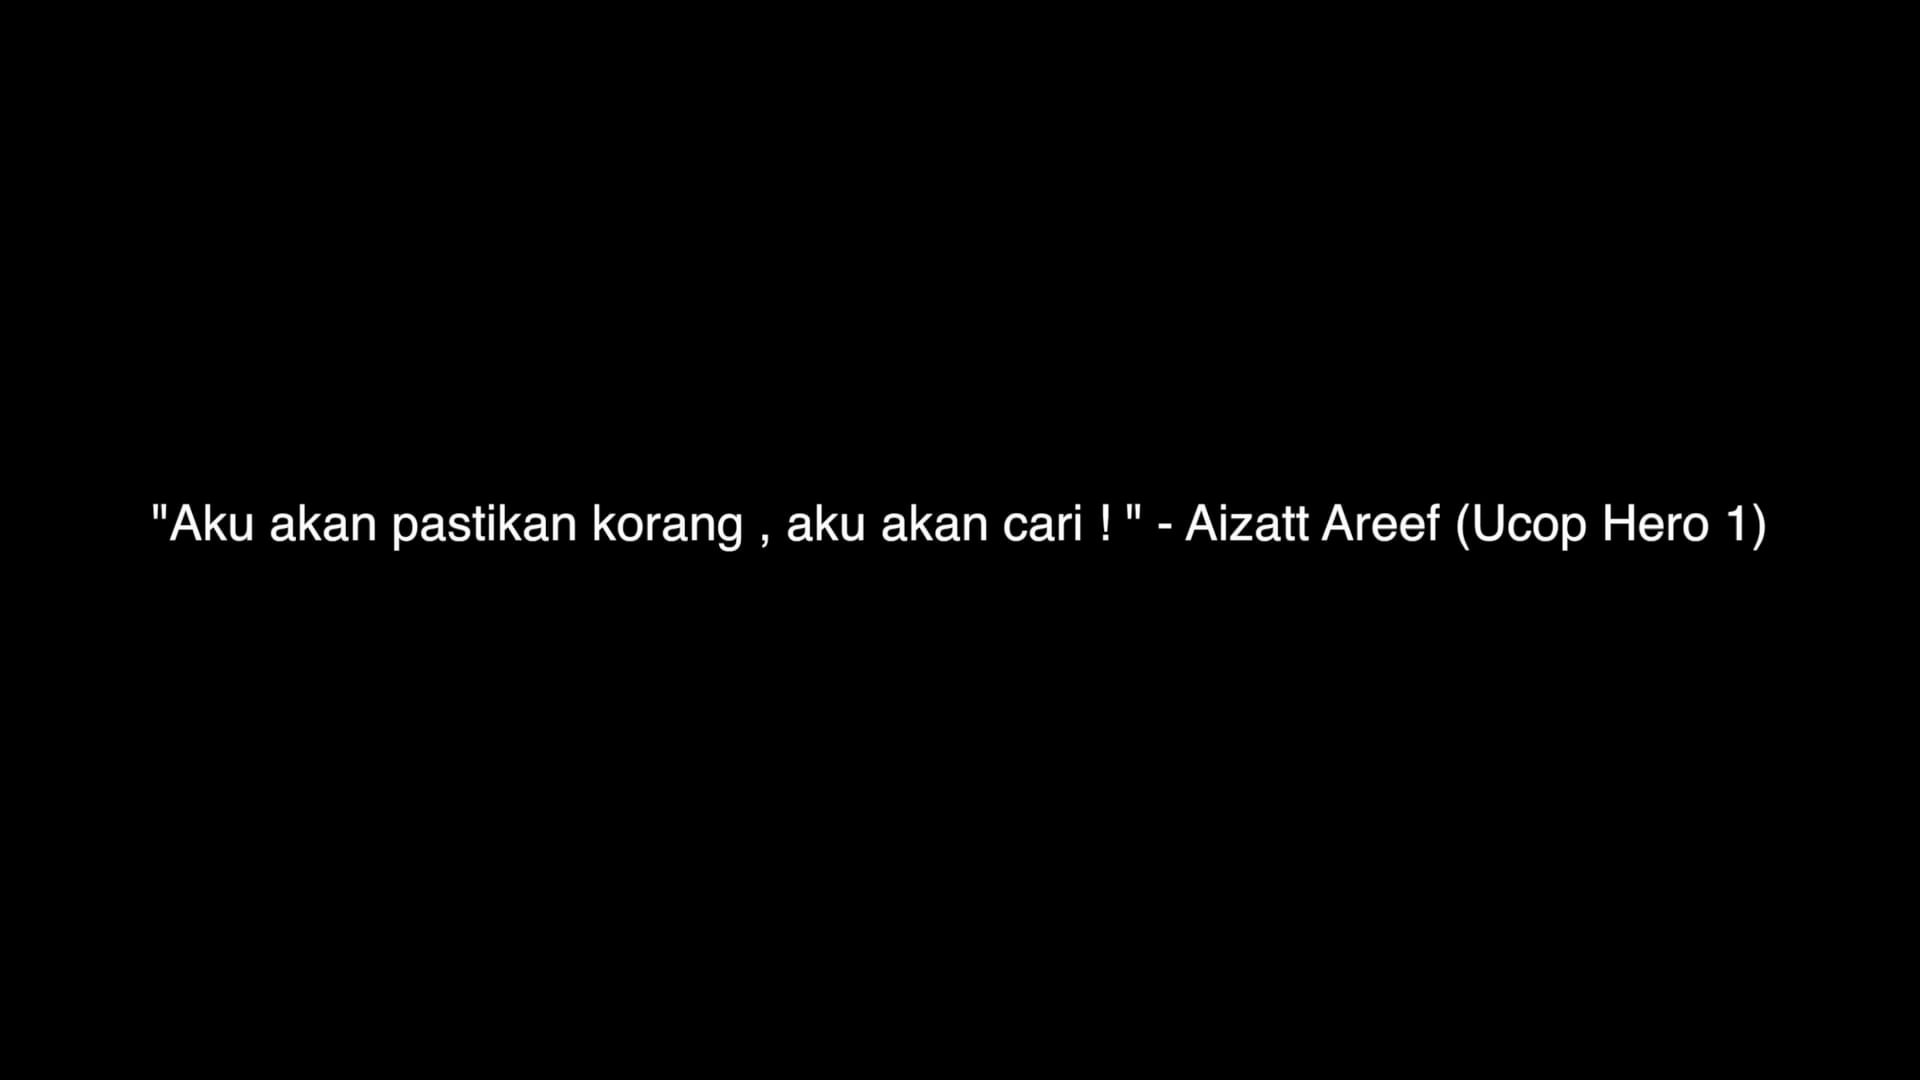 "Aku akan pastikan korang , aku akan cari ! " - Aizatt Areef (Ucop Hero 1)